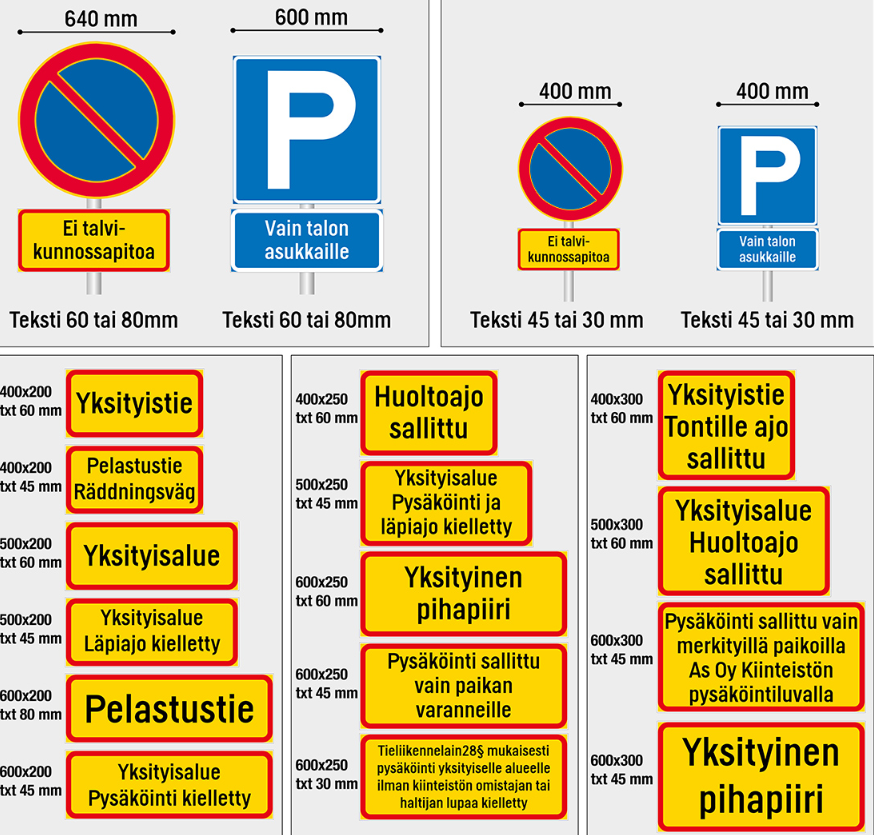 640 mm
600 mm
P
Ei talvi-
kunnossapitoa
Vain talon
asukkaille
Teksti 60 tai 80mm
Teksti 60 tai 80mm
400 mm
400 mm
P
Ei talvi-
kunnossapitoa
Vain talon
asukkaille
Teksti 45 tai 30 mm
Teksti 45 tai 30 mm
400x200
txt 60 mm
Yksityistie
400x200
txt 45 mm
Pelastustie
Räddningsväg
500x200
txt 60 mm
Yksityisalue
500x200
txt 45 mm
Yksityisalue
Läpiajo kielletty
600x200
txt 80 mm
Pelastustie
600x200
txt 45 mm
Yksityisalue
Pysäköinti kielletty
400x250
txt 60 mm
Huoltoajo
sallittu
500x250
txt 45 mm
Yksityisalue
Pysäköinti ja
läpiajo kielletty
600x250
txt 60 mm
Yksityinen
pihapiiri
600x250
txt 45 mm
Pysäköinti sallittu
vain paikan
varanneille
600x250
txt 30 mm
Tieliikennelain28§ mukaisesti
pysäköinti yksityiselle alueelle
ilman kiinteistön omistajan tai
haltijan lupaa kielletty
400x300
txt 60 mm
Yksityistie
Tontille ajo
sallittu
500x300
txt 60 mm
Yksityisalue
Huoltoajo
sallittu
600x300
txt 45 mm
Pysäköinti sallittu vain
merkityillä paikoilla
As Oy Kiinteistön
pysäköintiluvalla
600x300
txt 45 mm
Yksityinen
pihapiiri